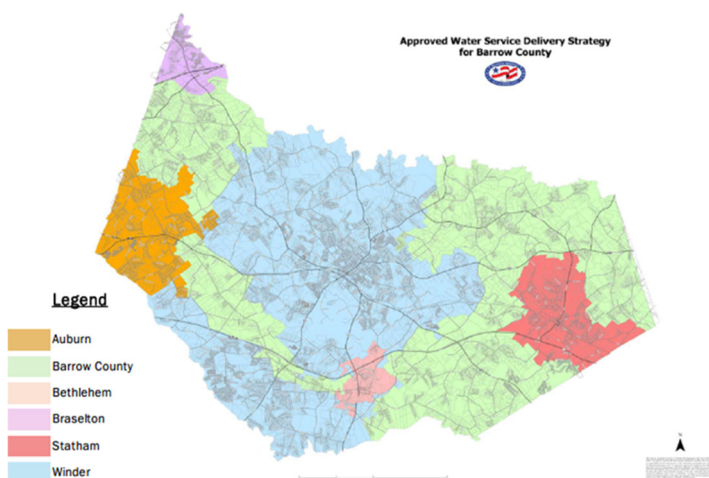 Approved Water Service Delivery Strategy
for Barrow County
Legend
Auburn
Barrow County
Bethlehem
Braselton
Statham
Winder